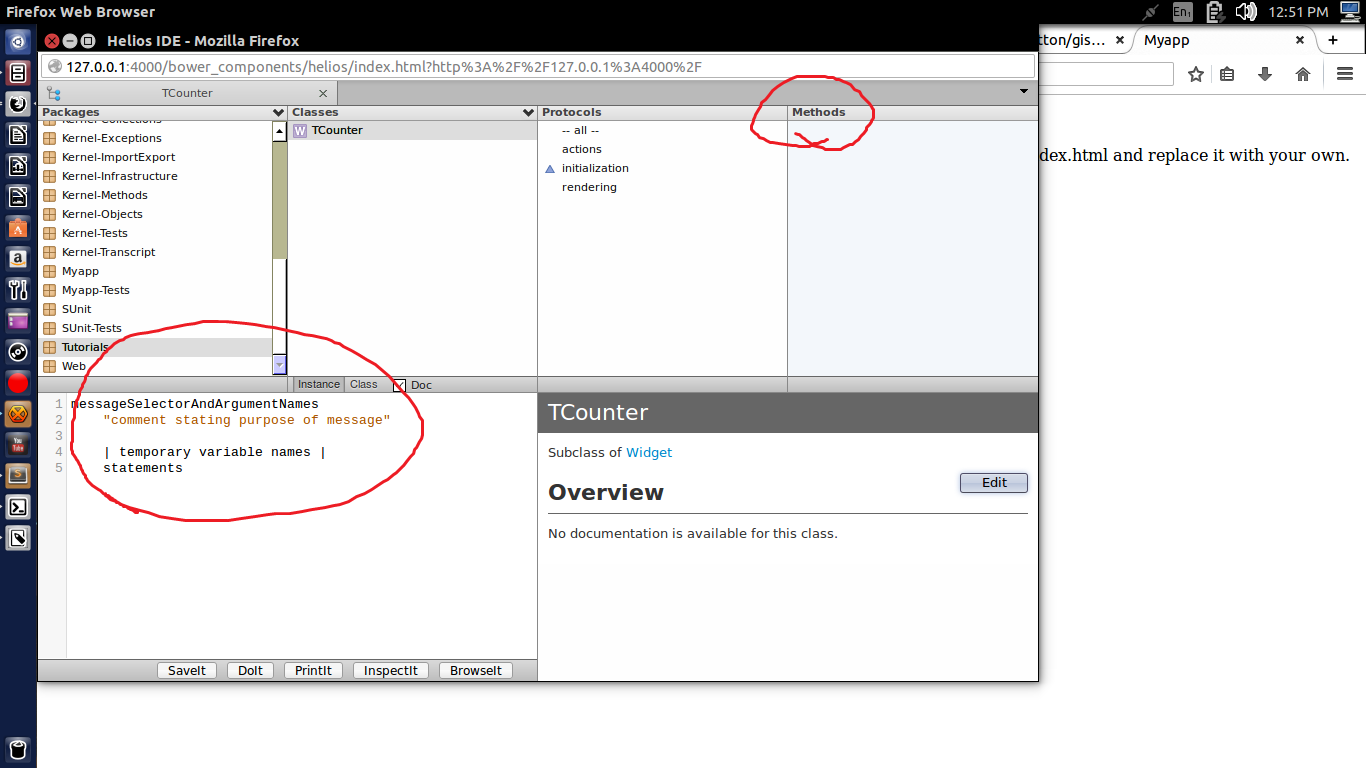 Firefox Web Browser
En1
12:51 PM
Helios IDE - Mozilla Firefox
tton/gis...
Myapp
127.0.0.1:4000/bower_components/helios/index.html?http%3A%2F%2F127.0.0.1%3A4000%2F
TCounter
Packages
Classes
Protocols
Methods
Kernel-Collections
Kernel-Exceptions
Kernel-ImportExport
Kernel-Infrastructure
Kernel-Methods
Kernel-Objects
Kernel-Tests
Kernel-Transcript
Myapp
Myapp-Tests
SUnit
SUnit-Tests
Tutorials
Web
W TCounter
-- all --
actions
initialization
rendering
dex.html and replace it with your own.
Instance
Class
Doc
1 messageSelectorAndArgumentNames
2 "comment stating purpose of message"
3
4 | temporary variable names |
5 statements
TCounter
Subclass of Widget
Edit
Overview
No documentation is available for this class.
SaveIt
DoIt
PrintIt
InspectIt
BrowseIt